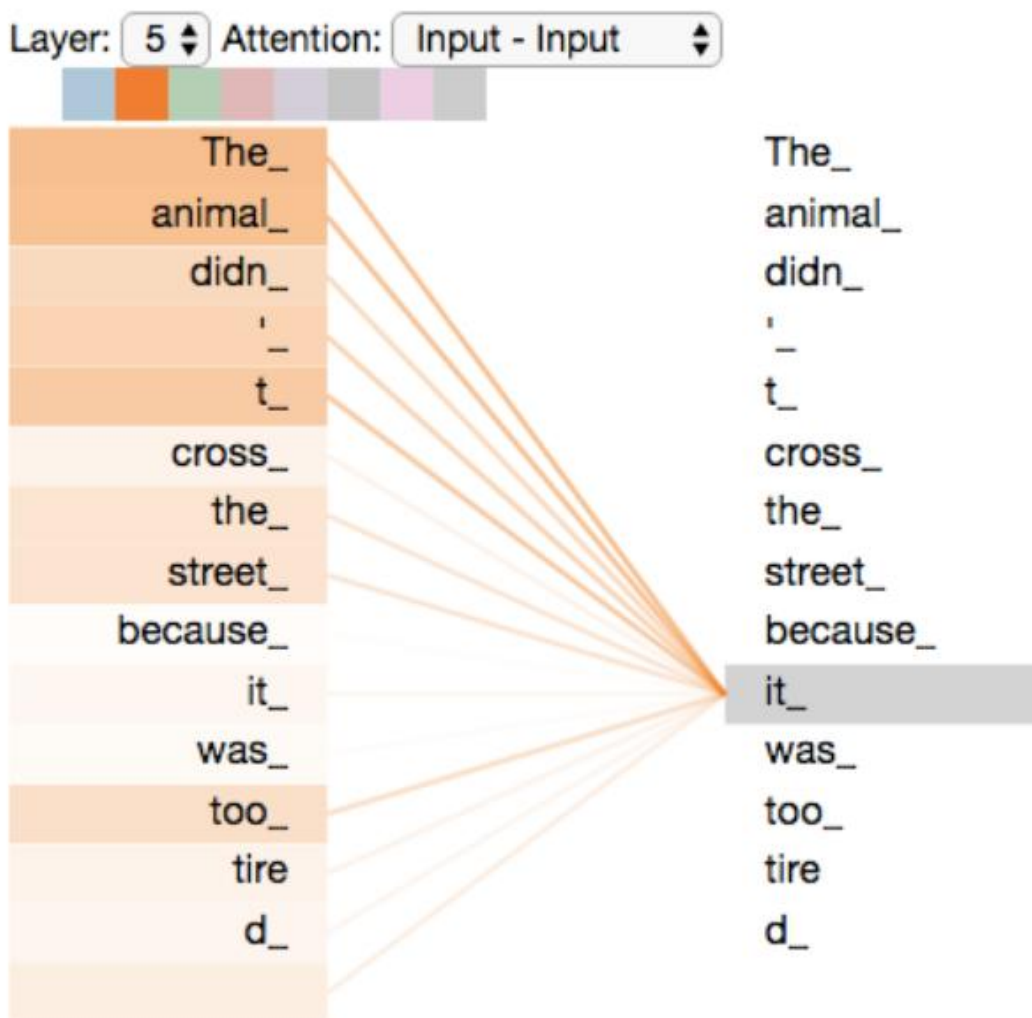 Layer: 5 Attention: Input - Input
The_ The_
animal_ animal_
didn_ didn_
'_ '_
t_ t_
cross_ cross_
the_ the_
street_ street_
because_ because_
it_ it_
was_ was_
too_ too_
tire tire
d_ d_